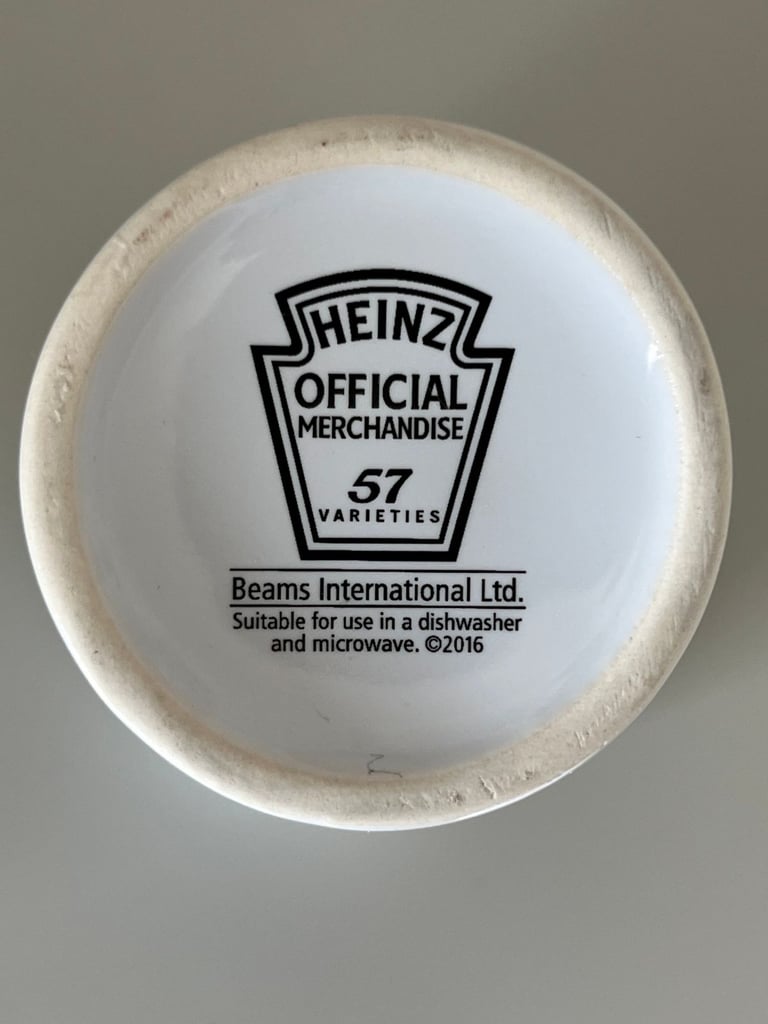 HEINZ
OFFICIAL
MERCHANDISE
57
VARIETIES
Beams International Ltd.
Suitable for use in a dishwasher
and microwave. ©2016